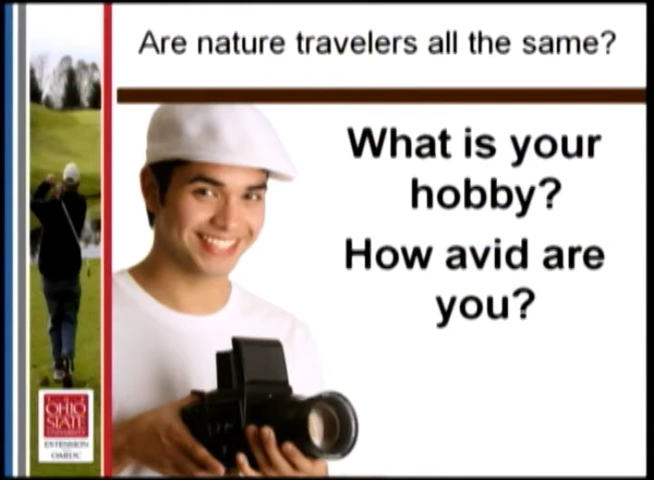 Are nature travelers all the same?
What is your
hobby?
How avid are
you?
OHIO
STATE
EXTENSION
OARDC